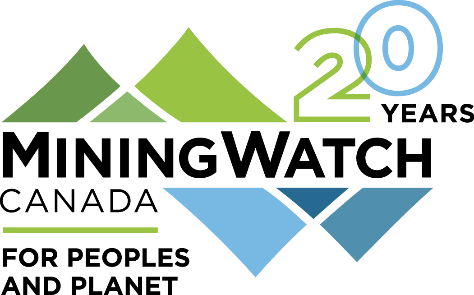 20
YEARS
MININGWATCH
CANADA
FOR PEOPLES
AND PLANET